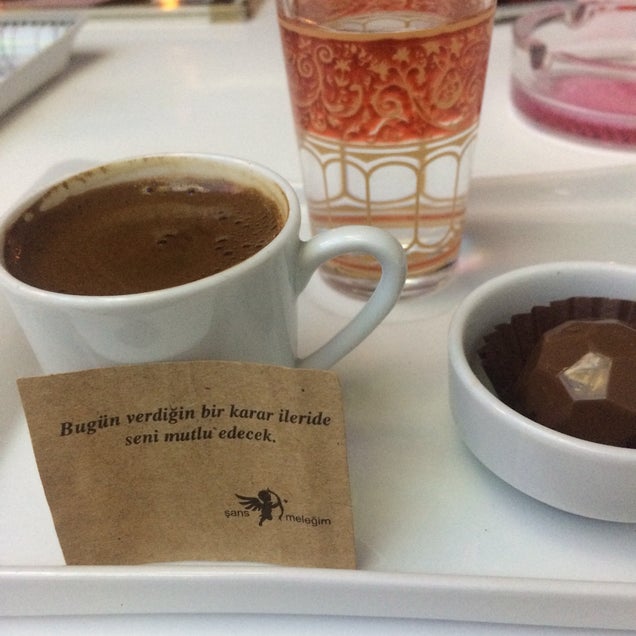 Bugün verdiğin bir karar ileride
seni mutlu edecek.
şans meleğim